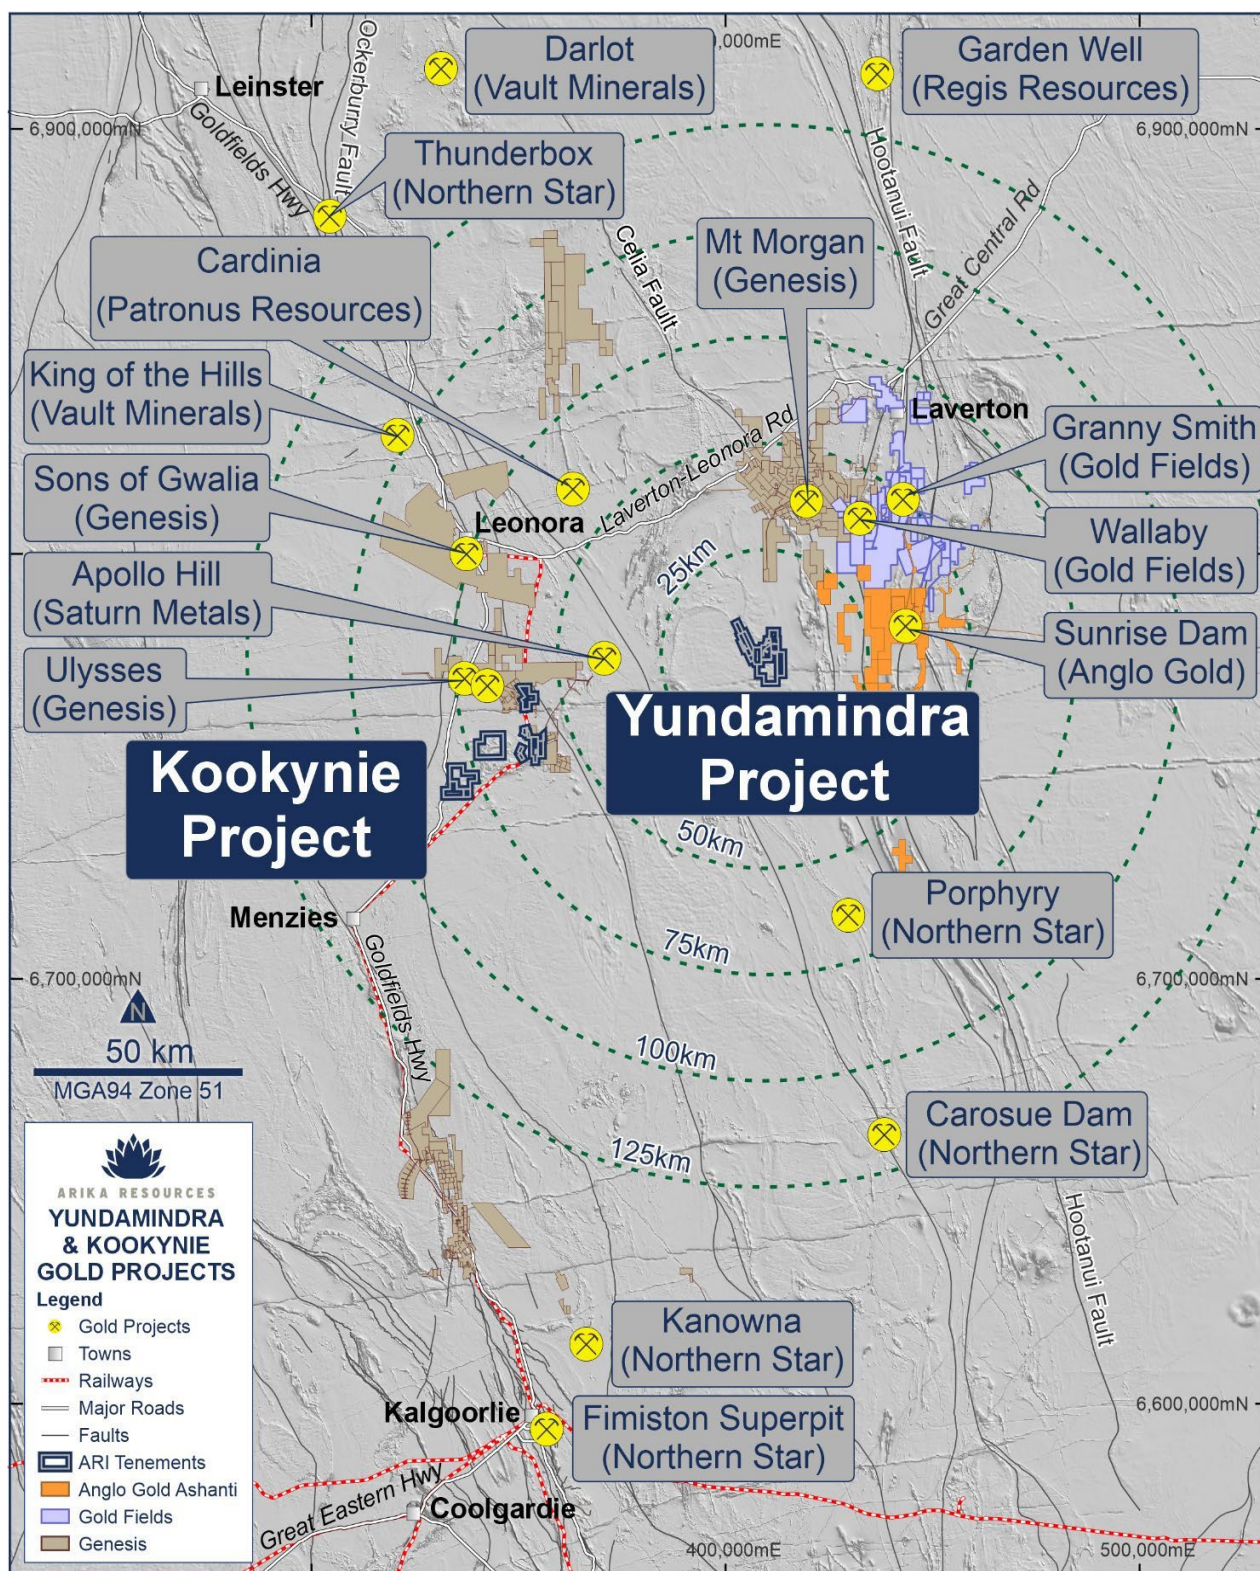 Darlot
(Vault Minerals)
00,000mE
Garden Well
(Regis Resources)
Leinster
Ockerburry Fault
Goldfields Hwy
6,900,000mN
6,900,000mN
Thunderbox
(Northern Star)
Hootanui Fault
Great Central Rd
Celia Fault
Mt Morgan
(Genesis)
Cardinia
(Patronus Resources)
King of the Hills
(Vault Minerals)
Laverton
Laverton-Leonora Rd
Granny Smith
(Gold Fields)
Sons of Gwalia
(Genesis)
Leonora
Wallaby
(Gold Fields)
25km
Apollo Hill
(Saturn Metals)
Sunrise Dam
(Anglo Gold)
Ulysses
(Genesis)
Yundamindra
Project
Kookynie
Project
50km
Porphyry
(Northern Star)
Menzies
75km
Goldfields Hwy
6,700,000mN
6,700,000mN
N
50 km
MGA94 Zone 51
100km
Carosue Dam
(Northern Star)
125km
Hootanui Fault
ARIKA RESOURCES
YUNDAMINDRA
& KOOKYNIE
GOLD PROJECTS
Legend
Gold Projects
Towns
Railways
Major Roads
Faults
ARI Tenements
Anglo Gold Ashanti
Gold Fields
Genesis
Kanowna
(Northern Star)
6,600,000mN
Kalgoorlie
Fimiston Superpit
(Northern Star)
Great Eastern Hwy
Coolgardie
400,000mE
500,000mE